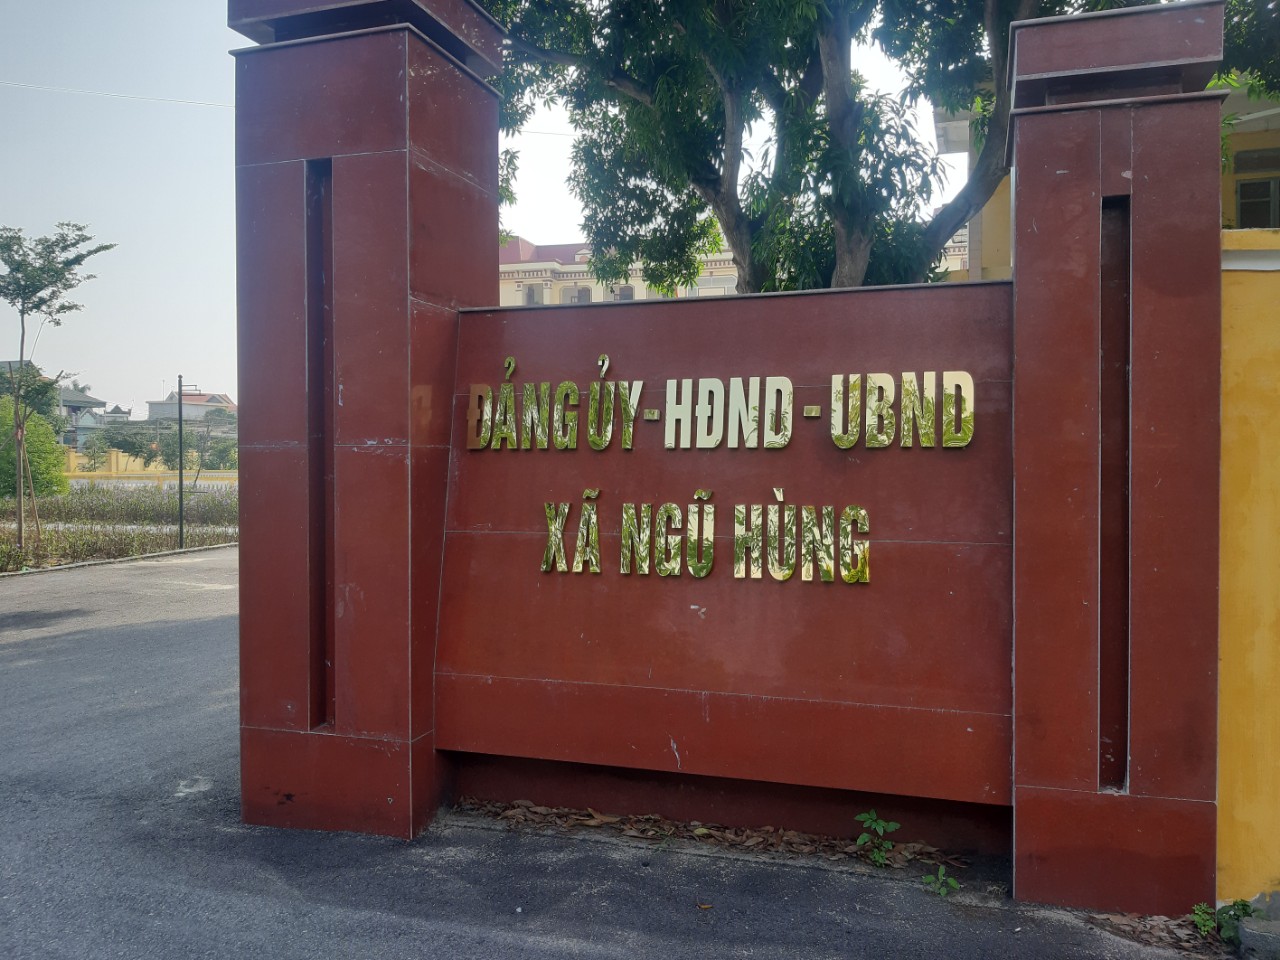 ĐẢNG ỦY-HĐND-UBND
XÃ NGŨ HÙNG